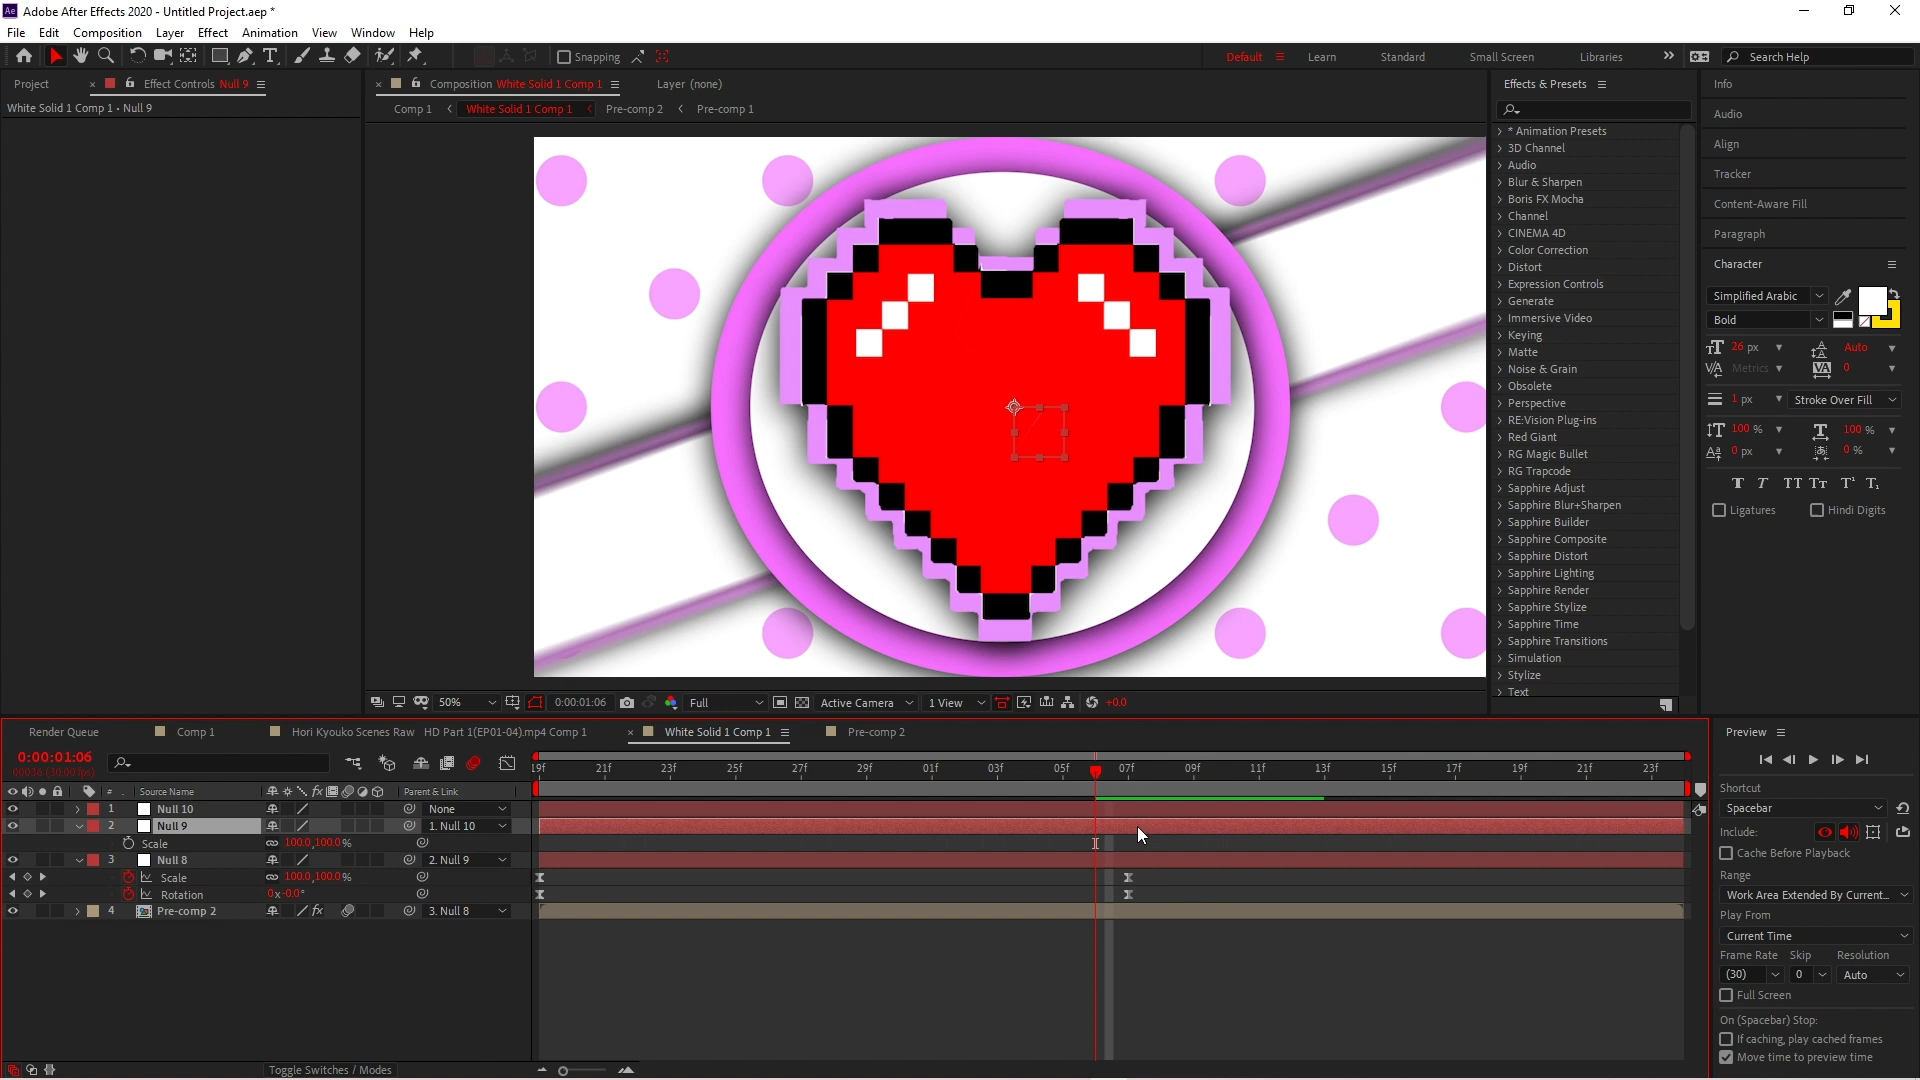 Adobe After Effects 2020 - Untitled Project.aep *
File Edit Composition Layer Effect Animation View Window Help
Snapping
Default Learn Standard Small Screen Libraries Search Help
Project Effect Controls Null 9
White Solid 1 Comp 1 • Null 9
Composition White Solid 1 Comp 1 Layer (none)
Comp 1 White Solid 1 Comp 1 Pre-comp 2 Pre-comp 1
50% 0:00:01:06 Full Active Camera 1 View +0.0
Effects & Presets
* Animation Presets
3D Channel
Audio
Blur & Sharpen
Boris FX Mocha
Channel
CINEMA 4D
Color Correction
Distort
Expression Controls
Generate
Immersive Video
Keying
Matte
Noise & Grain
Obsolete
Perspective
RE:Vision Plug-ins
Red Giant
RG Magic Bullet
RG Trapcode
Sapphire Adjust
Sapphire Blur+Sharpen
Sapphire Builder
Sapphire Composite
Sapphire Distort
Sapphire Lighting
Sapphire Render
Sapphire Stylize
Sapphire Time
Sapphire Transitions
Simulation
Stylize
Text
Info
Audio
Align
Tracker
Content-Aware Fill
Paragraph
Character
Simplified Arabic
Bold
26 px Auto
Metrics 0
1 px Stroke Over Fill
100 % 100 %
0 px 0 %
Ligatures Hindi Digits
Render Queue Comp 1 Hori Kyouko Scenes Raw HD Part 1(EP01-04).mp4 Comp 1 White Solid 1 Comp 1 Pre-comp 2
0:00:01:06
00036 (30.00 fps)
19f 21f 23f 25f 27f 29f 01f 03f 05f 07f 09f 11f 13f 15f 17f 19f 21f 23f
# Source Name Parent & Link
1 Null 10 None
2 Null 9 1. Null 10
Scale 100.0,100.0%
3 Null 8 2. Null 9
Scale 100.0,100.0%
Rotation 0x-0.0°
4 Pre-comp 2 3. Null 8
Toggle Switches / Modes
Preview
Shortcut
Spacebar
Include:
Cache Before Playback
Range
Work Area Extended By Current...
Play From
Current Time
Frame Rate Skip Resolution
(30) 0 Auto
Full Screen
On (Spacebar) Stop:
If caching, play cached frames
Move time to preview time